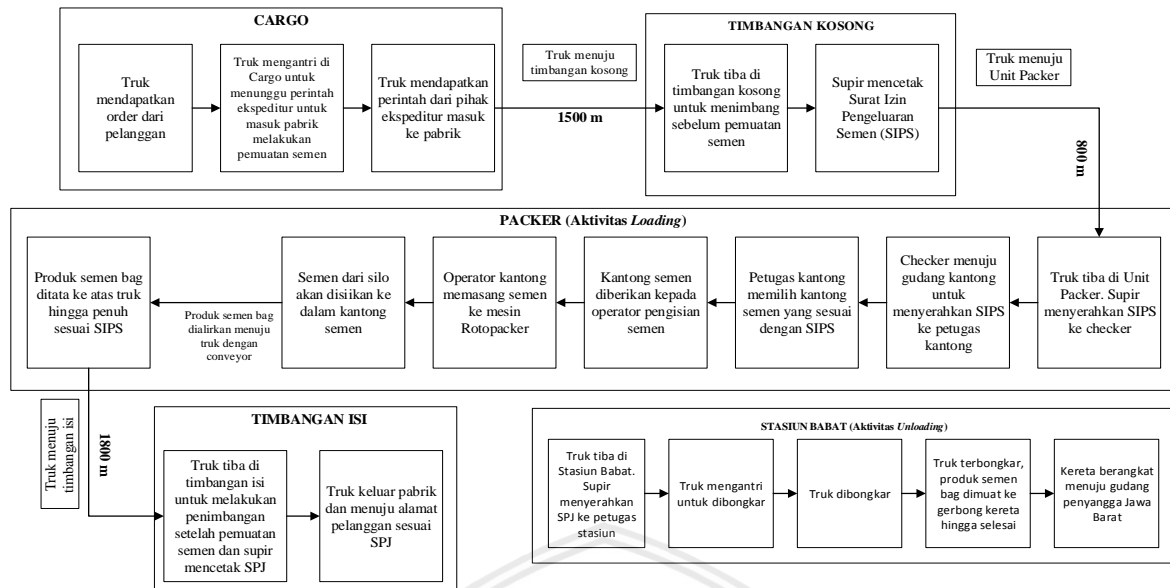 CARGO
Truk
mendapatkan
order dari
pelanggan
Truk mengantri di
Cargo untuk
menunggu perintah
ekspeditur untuk
masuk pabrik
melakukan
pemuatan semen
Truk mendapatkan
perintah dari pihak
ekspeditur masuk
ke pabrik
Truk menuju
timbangan kosong
1500 m
TIMBANGAN KOSONG
Truk tiba di
timbangan kosong
untuk menimbang
sebelum pemuatan
semen
Supir mencetak
Surat Izin
Pengeluaran
Semen (SIPS)
Truk menuju
Unit Packer
800 m
PACKER (Aktivitas Loading)
Truk tiba di Unit
Packer. Supir
menyerahkan SIPS
ke checker
Checker menuju
gudang kantong
untuk
menyerahkan SIPS
ke petugas
kantong
Petugas kantong
memilih kantong
semen yang sesuai
dengan SIPS
Kantong semen
diberikan kepada
operator pengisian
semen
Operator kantong
memasang semen
ke mesin
Rotopacker
Semen dari silo
akan disiikan ke
dalam kantong
semen
Produk semen bag
dialirkan menuju
truk dengan
conveyor
Produk semen bag
ditata ke atas truk
hingga penuh
sesuai SIPS
Truk menuju
timbangan isi
1800 m
TIMBANGAN ISI
Truk tiba di
timbangan isi
untuk melakukan
penimbangan
setelah pemuatan
semen dan supir
mencetak SPJ
Truk keluar pabrik
dan menuju alamat
pelanggan sesuai
SPJ
STASIUN BABAT (Aktivitas Unloading)
Truk tiba di
Stasiun Babat.
Supir
menyerahkan
SPJ ke petugas
stasiun
Truk mengantri
untuk dibongkar
Truk dibongkar
Truk terbongkar,
produk semen
bag dimuat ke
gerbong kereta
hingga selesai
Kereta berangkat
menuju gudang
penyangga Jawa
Barat